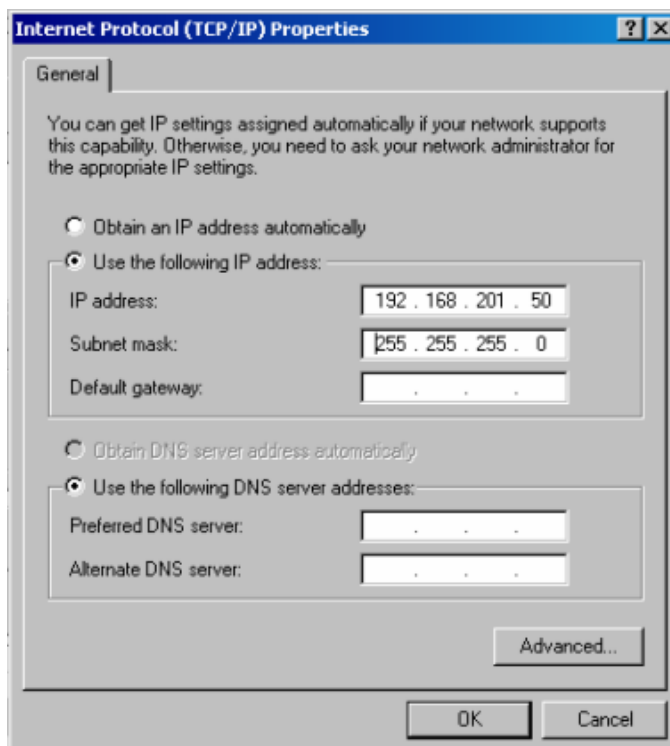 Internet Protocol (TCP/IP) Properties
General
You can get IP settings assigned automatically if your network supports
this capability. Otherwise, you need to ask your network administrator for
the appropriate IP settings.
Obtain an IP address automatically
Use the following IP address:
IP address: 192 . 168 . 201 . 50
Subnet mask: 255 . 255 . 255 . 0
Default gateway: . . .
Obtain DNS server address automatically
Use the following DNS server addresses:
Preferred DNS server: . . .
Alternate DNS server: . . .
Advanced...
OK Cancel